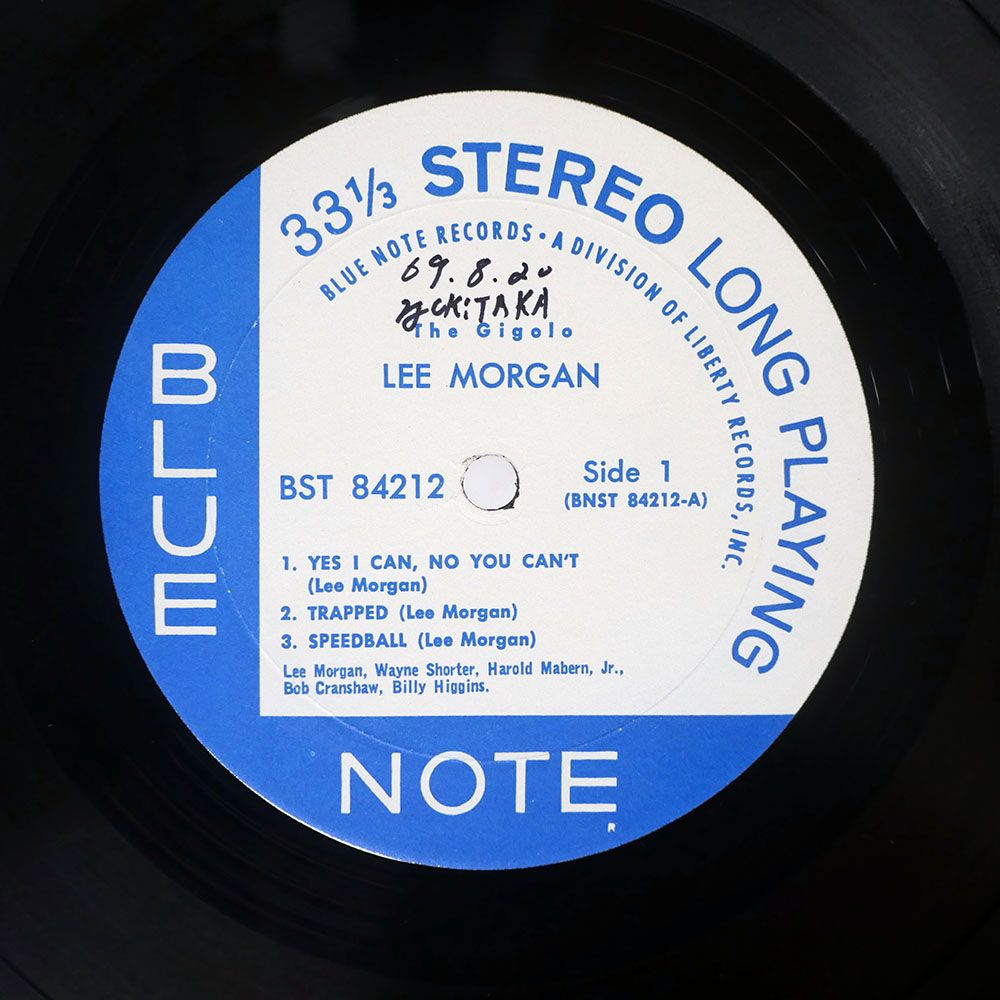 33⅓ STEREO LONG PLAYING
BLUE NOTE RECORDS • A DIVISION OF LIBERTY RECORDS, INC.
69.8.20
The Gigolo
LEE MORGAN
BST 84212
Side 1
(BNST 84212-A)
1. YES I CAN, NO YOU CAN'T
(Lee Morgan)
2. TRAPPED (Lee Morgan)
3. SPEEDBALL (Lee Morgan)
Lee Morgan, Wayne Shorter, Harold Mabern, Jr.,
Bob Cranshaw, Billy Higgins.
BLUE
NOTE
R